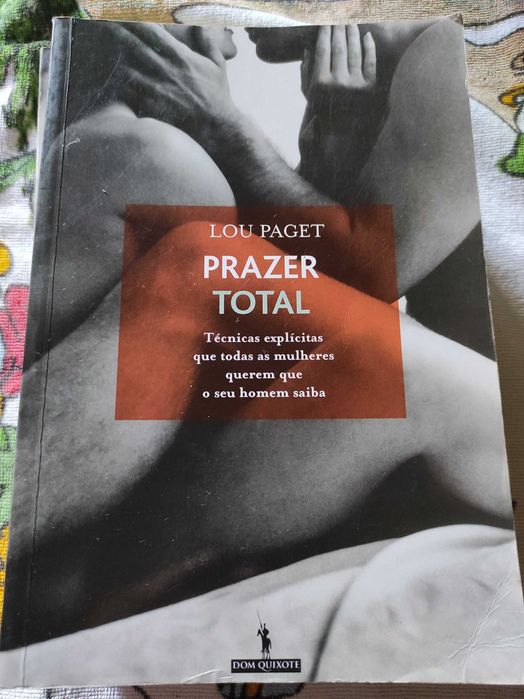 LOU PAGET
PRAZER
TOTAL
Técnicas explícitas
que todas as mulheres
querem que
o seu homem saiba
DOM QUIXOTE